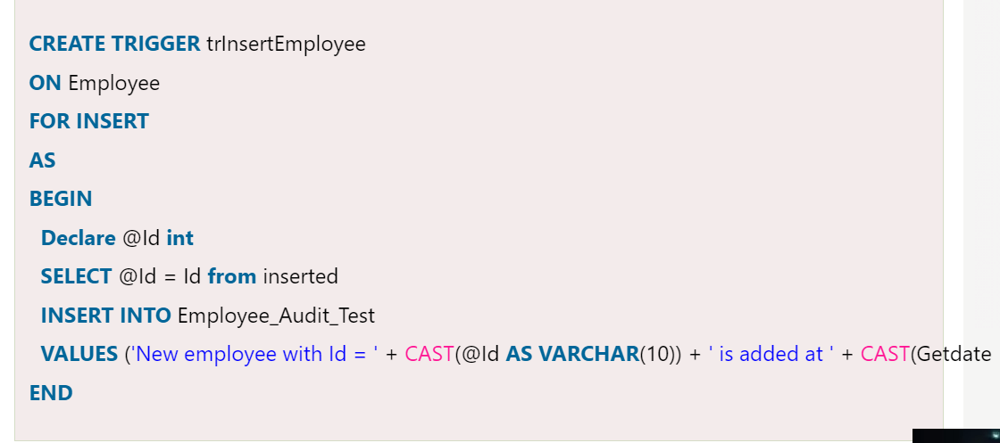 CREATE TRIGGER trInsertEmployee
ON Employee
FOR INSERT
AS
BEGIN
Declare @Id int
SELECT @Id = Id from inserted
INSERT INTO Employee_Audit_Test
VALUES ('New employee with Id = ' + CAST(@Id AS VARCHAR(10)) + ' is added at ' + CAST(Getdate
END